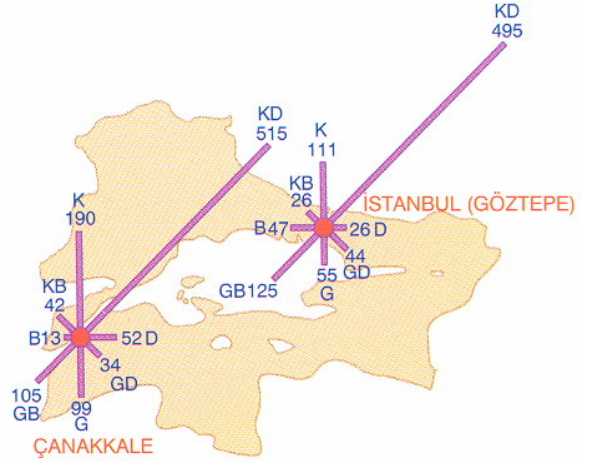 KD
495
KD
515
K
111
KB
26
İSTANBUL (GÖZTEPE)
B47
26 D
44
GD
55
G
GB125
K
190
KB
42
B13
52 D
34
GD
105
GB
99
G
ÇANAKKALE